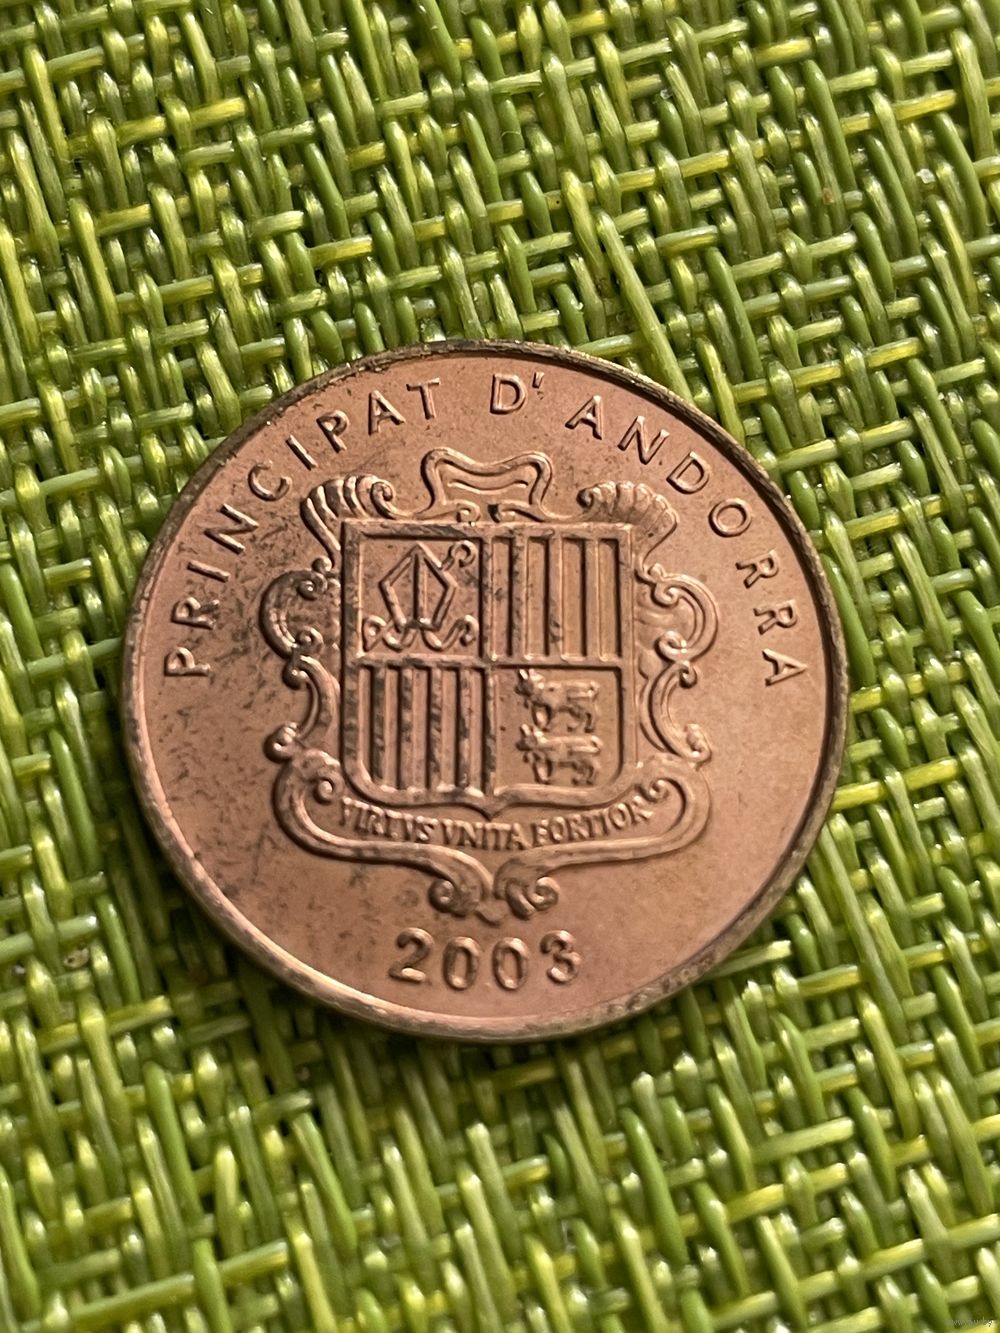 PRINCIPAT D'ANDORRA
VIRTVS VNITA FORTIOR
2003